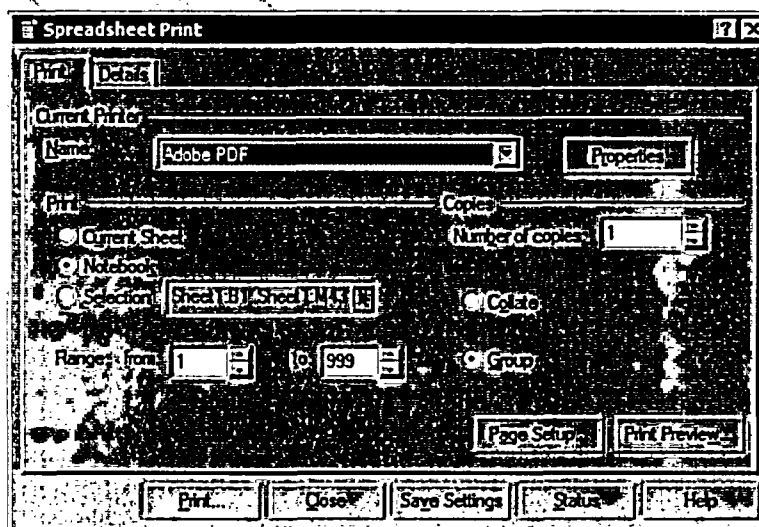 Spreadsheet Print
Print Details
Current Printer
Name Adobe PDF Properties...
Print Copies
Current Sheet Number of copies: 1
Notebook
Selection
Collate
Range: from 1 to 999 Group
Page Setup... Print Preview...
Print... Close Save Settings Status Help